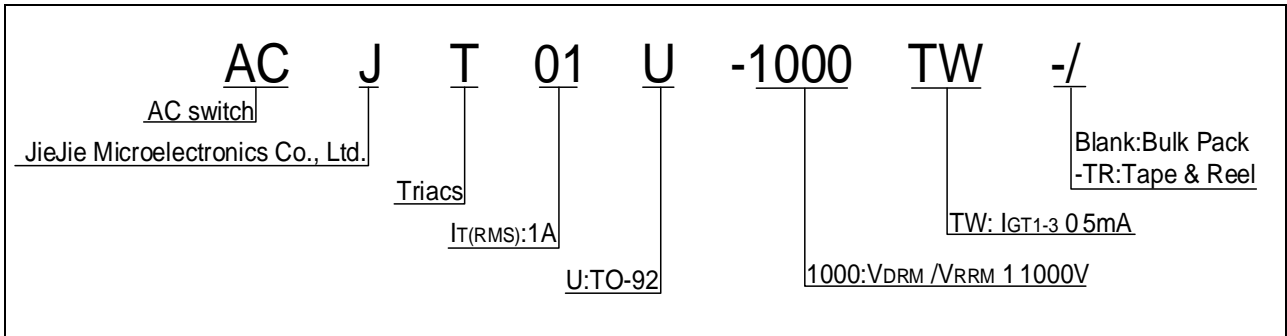 AC J T 01 U -1000 TW -/
AC switch
JieJie Microelectronics Co., Ltd.
Blank:Bulk Pack
-TR:Tape & Reel
Triacs
TW: IGT1-3 0 5mA
IT(RMS):1A
1000:VDRM /VRRM 1 1000V
U:TO-92